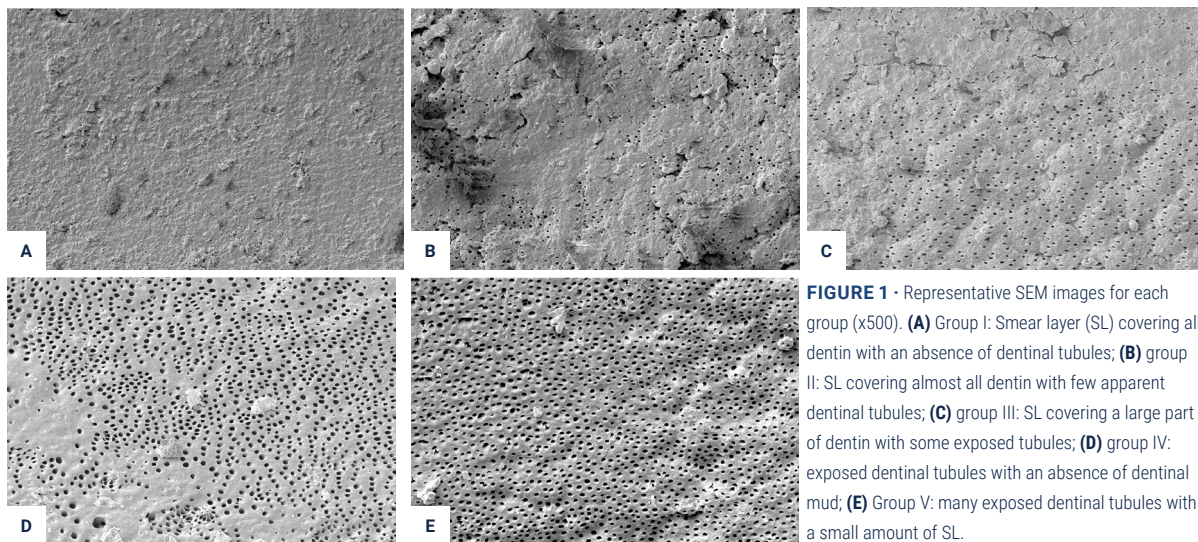 A
B
C
D
E
FIGURE 1 · Representative SEM images for each
group (x500). (A) Group I: Smear layer (SL) covering all
dentin with an absence of dentinal tubules; (B) group
II: SL covering almost all dentin with few apparent
dentinal tubules; (C) group III: SL covering a large part
of dentin with some exposed tubules; (D) group IV:
exposed dentinal tubules with an absence of dentinal
mud; (E) Group V: many exposed dentinal tubules with
a small amount of SL.